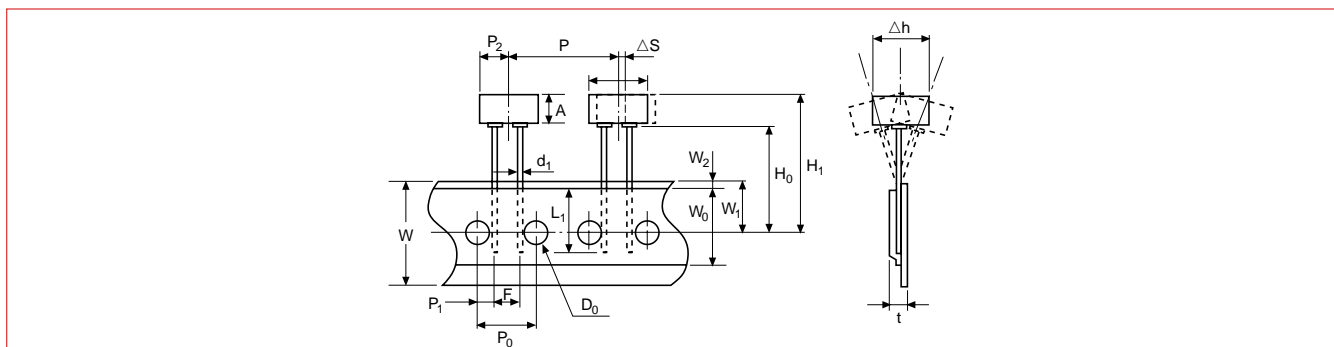 P2 P △S △h
A
d1
W2
H0 H1
L1 W0 W1
W
P1 F D0 t
P0